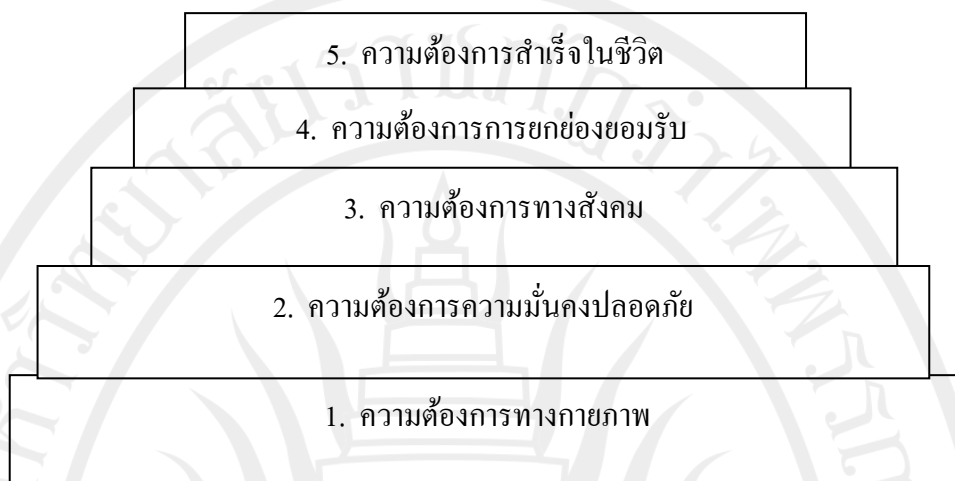 5. ความต้องการสำเร็จในชีวิต
4. ความต้องการการยกย่องยอมรับ
3. ความต้องการทางสังคม
2. ความต้องการความมั่นคงปลอดภัย
1. ความต้องการทางกายภาพ